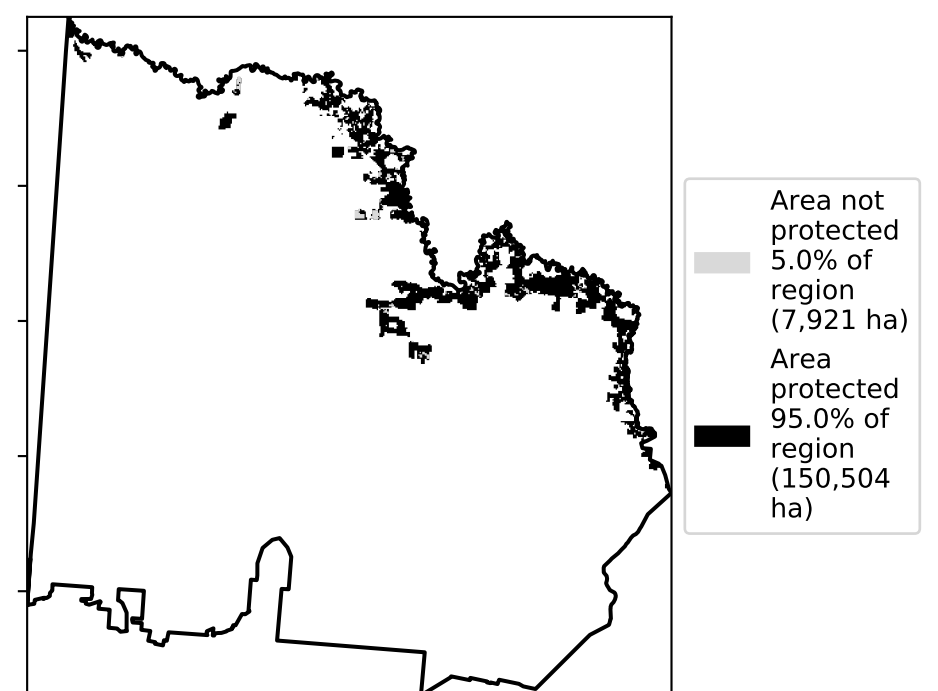 Area not
protected
5.0% of
region
(7,921 ha)
Area
protected
95.0% of
region
(150,504
ha)